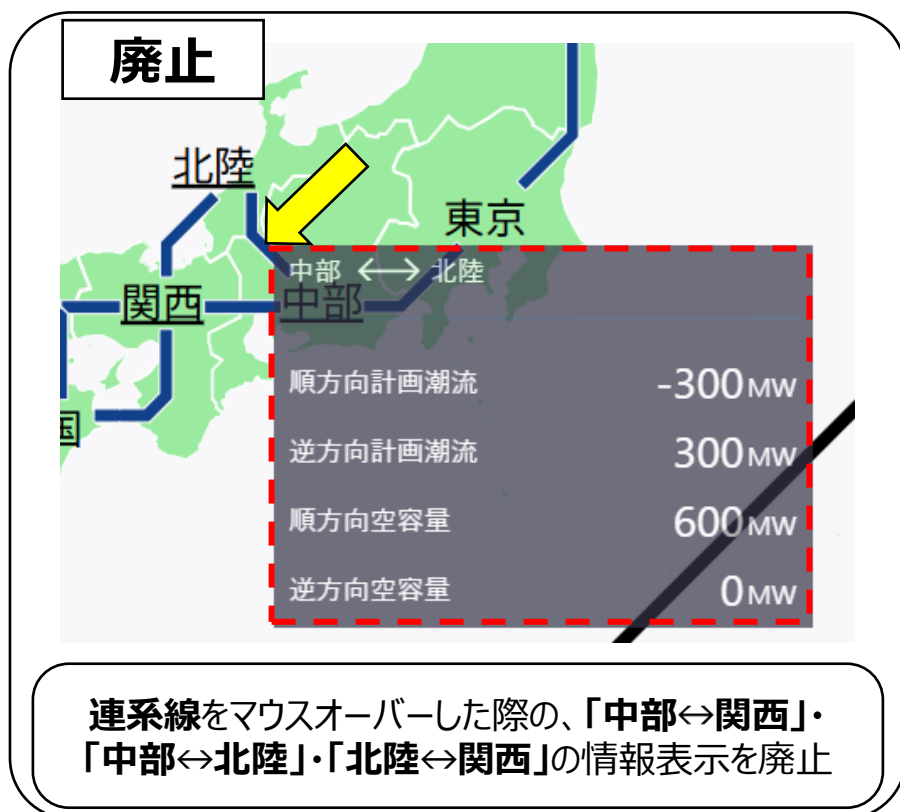 廃止
北陸
東京
中部 ⟷ 北陸
関西
中部
順方向計画潮流 -300MW
国
逆方向計画潮流 300MW
順方向空容量 600MW
逆方向空容量 0MW
連系線をマウスオーバーした際の、「中部↔関西」・
「中部↔北陸」・「北陸↔関西」の情報表示を廃止